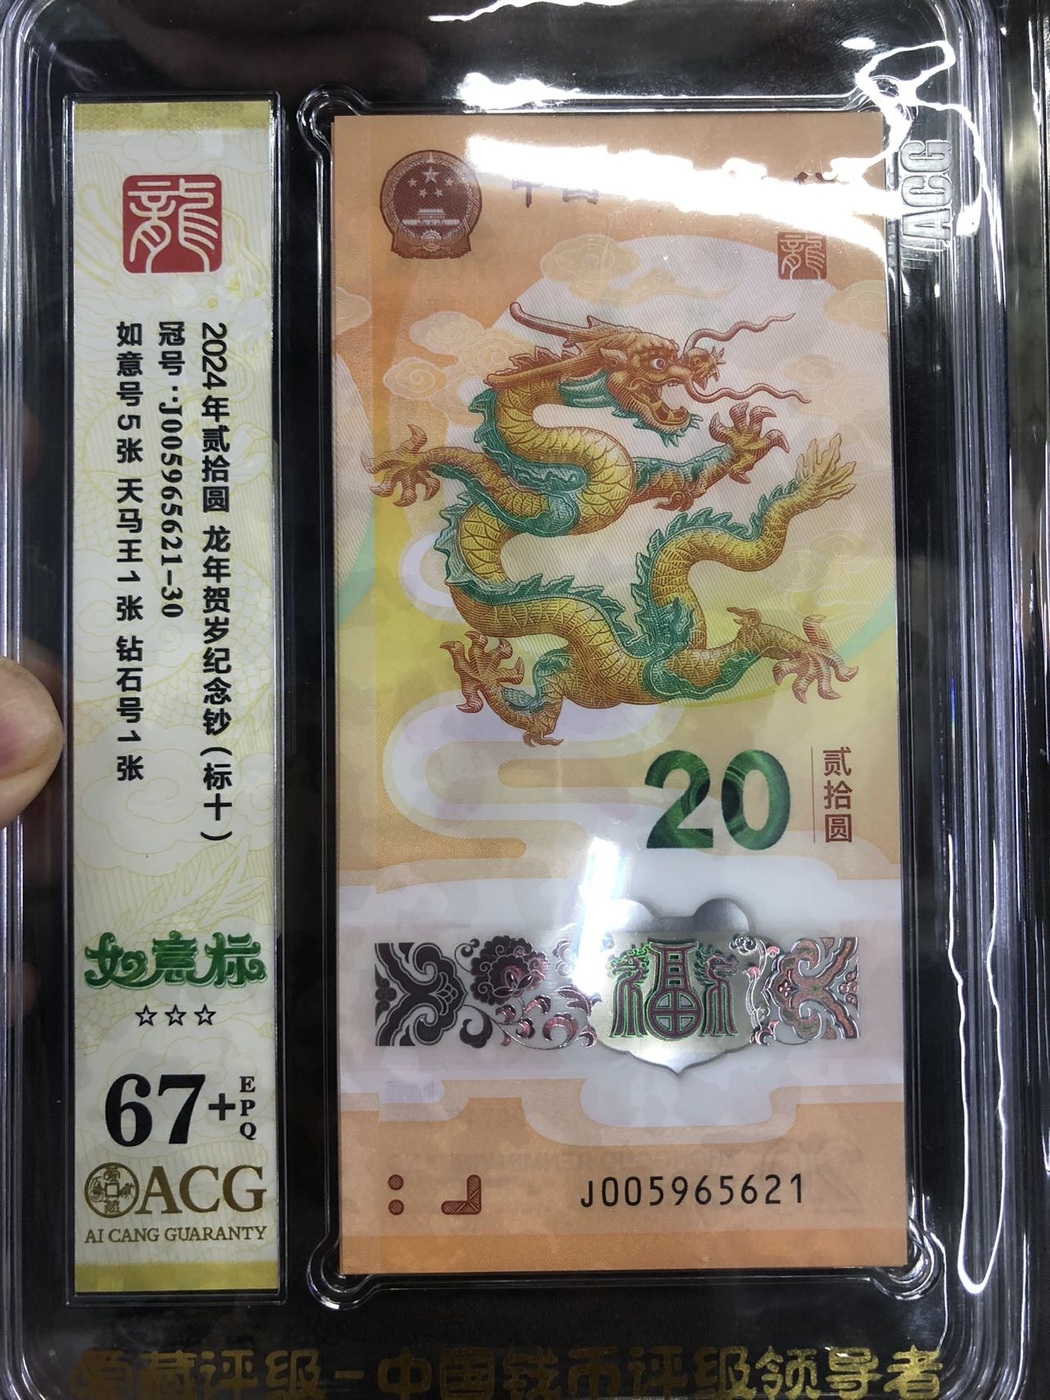 龍
2024年贰拾圆 龙年贺岁纪念钞(标十)
冠号:J005965621-30
如意号5张 天马王1张 钻石号1张
如意标
☆☆☆
67+EPQ
ACG
AI CANG GUARANTY
中国
龍
20
贰拾圆
福
J005965621
ACG
爱藏评级-中国钱币评级领导者